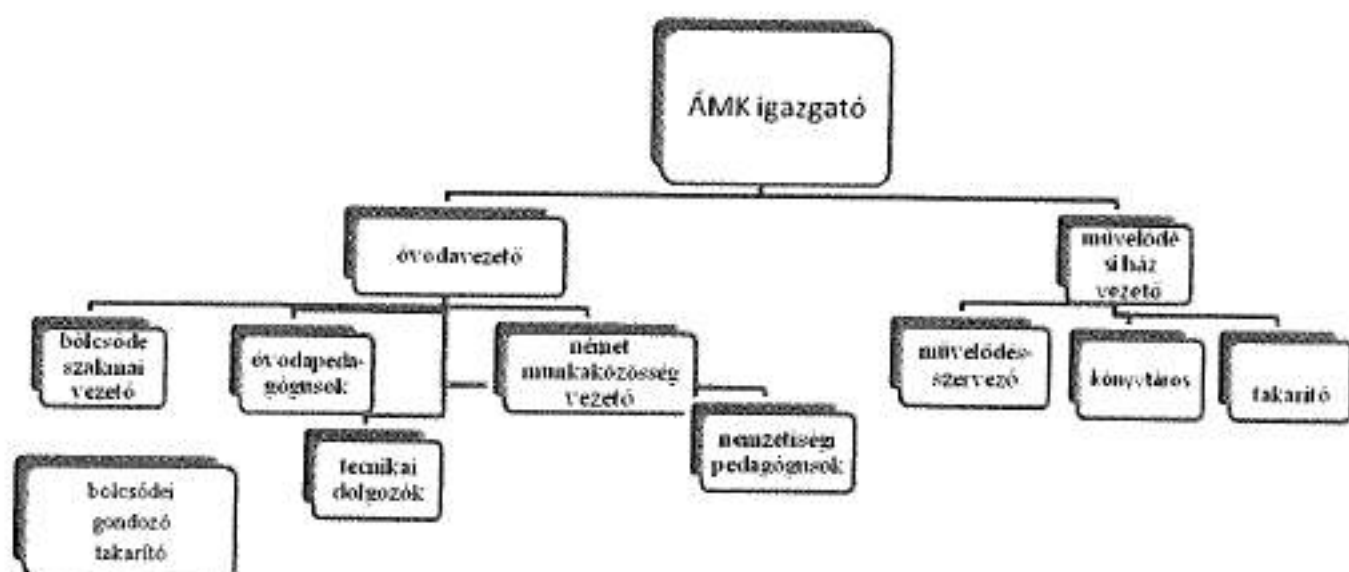 ÁMK igazgató
óvodavezető
művelődé
si ház
vezető
bölcsőde
szakmai
vezető
óvodapeda-
gógusok
német
munkaközösség
vezető
művelődés-
szervező
könyvtáros
takarító
tecnikai
dolgozók
nemzetiségi
pedagógusok
bölcsődei
gondozó
takarító